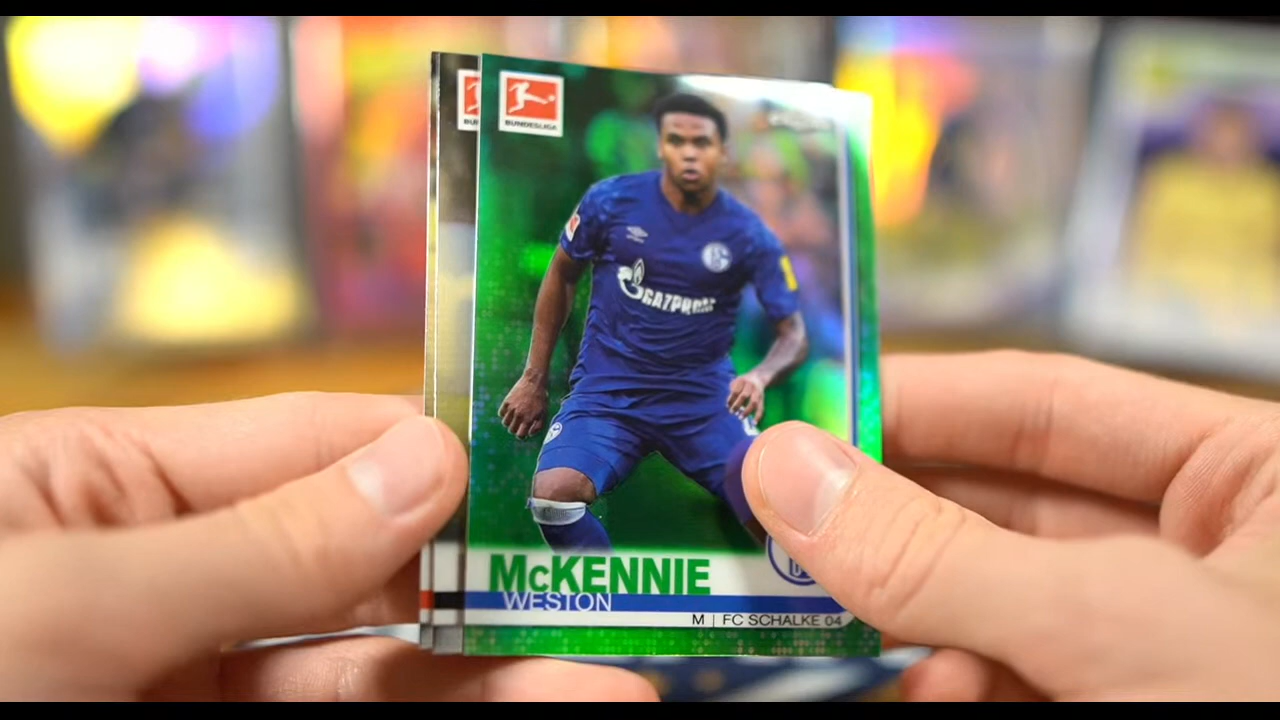 BUNDESLIGA
GAZPROM
McKENNIE
WESTON
M | FC SCHALKE 04